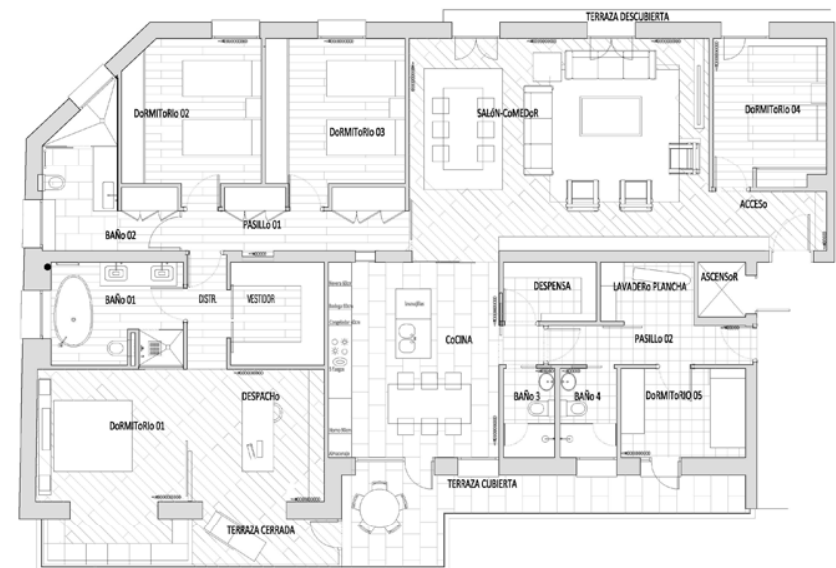 TERRAZA DESCUBIERTA
DoRMIToRIo 02
DoRMIToRIo 03
SALóN-CoMEDoR
DoRMIToRIo 04
ACCESo
PASILLo 01
BAÑo 02
BAÑo 01
DSTR.
VESTIDOR
DESPENSA
LAVADERo PLANCHA
ASCENSoR
CoCINA
PASILLo 02
DESPACHo
DoRMIToRIo 01
BAÑo 3
BAÑo 4
DoRMIToRIO 05
TERRAZA CUBIERTA
TERRAZA CERRADA